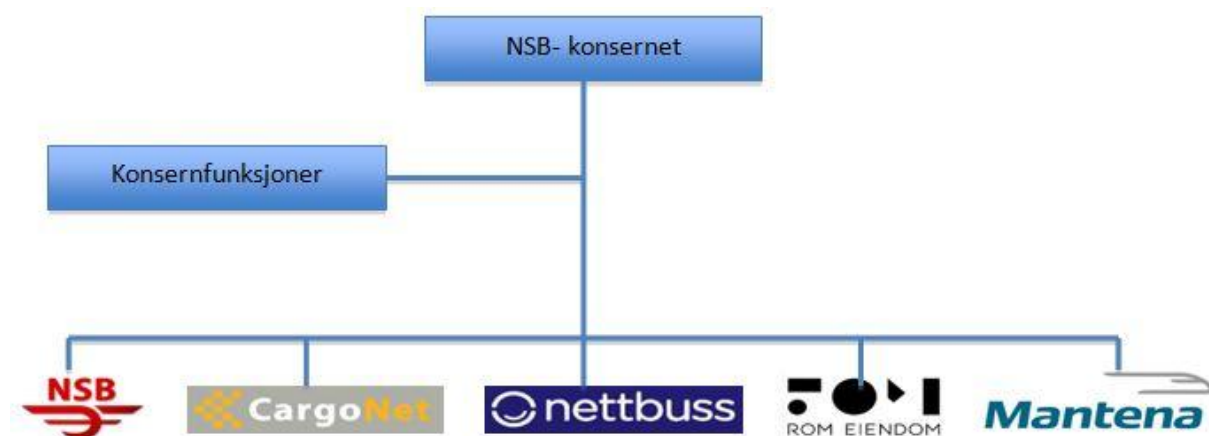 NSB- konsernet
Konsernfunksjoner
NSB
CargoNet
nettbuss
ROM EIENDOM
Mantena